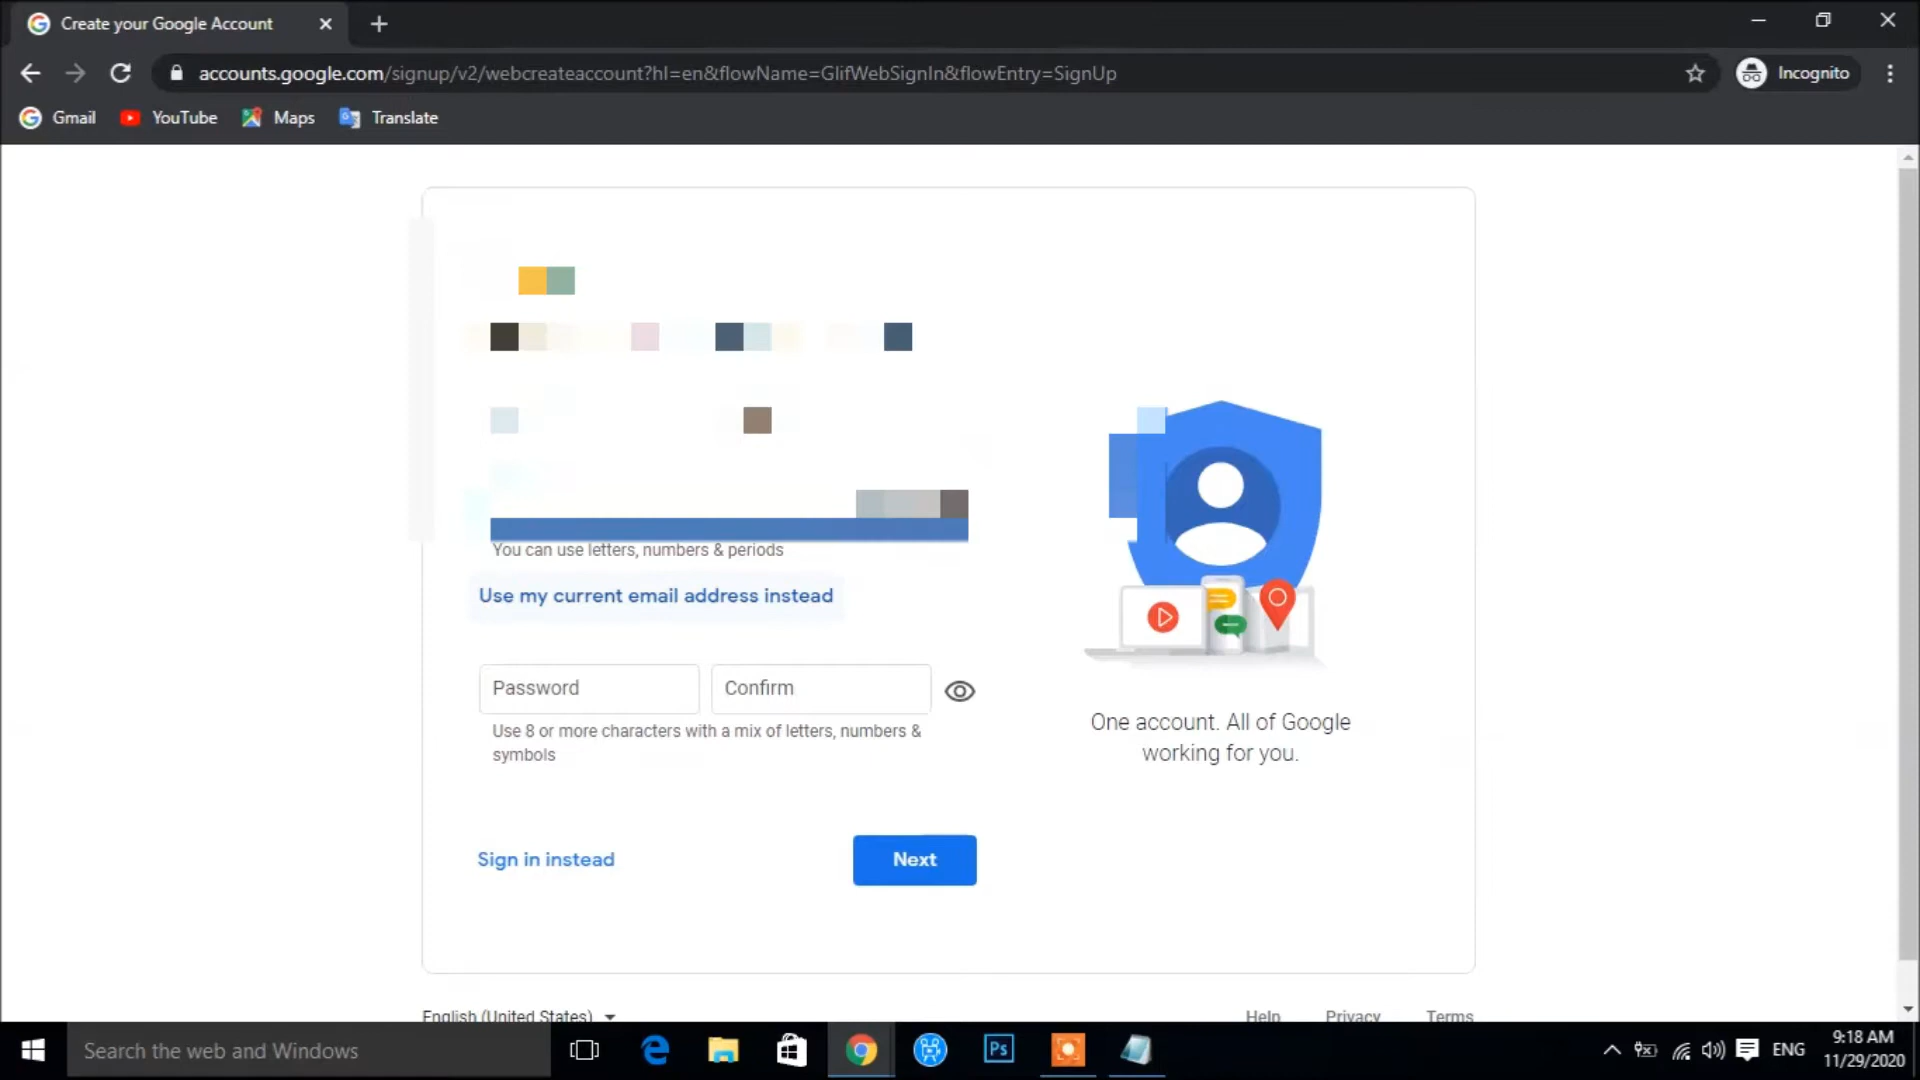 Create your Google Account
accounts.google.com/signup/v2/webcreateaccount?hl=en&flowName=GlifWebSignIn&flowEntry=SignUp
Incognito
Gmail YouTube Maps Translate
You can use letters, numbers & periods
Use my current email address instead
Password Confirm
Use 8 or more characters with a mix of letters, numbers &
symbols
One account. All of Google
working for you.
Sign in instead Next
English (United States) Help Privacy Terms
Search the web and Windows
Ps
ENG
9:18 AM
11/29/2020